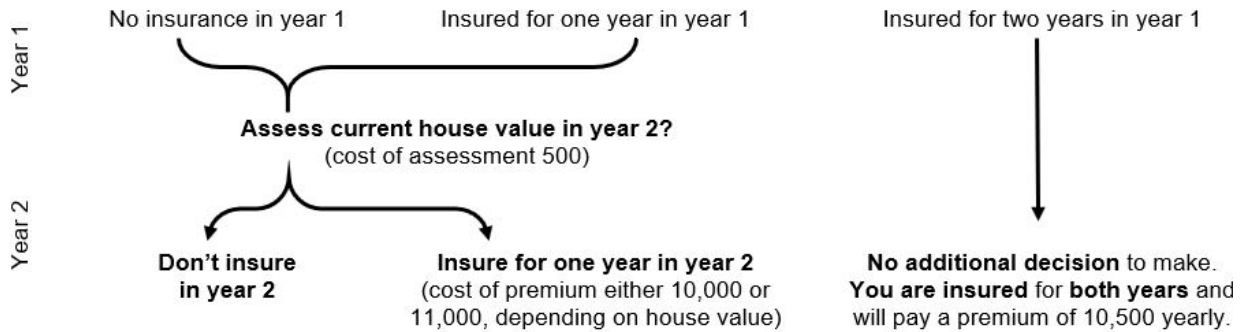 Year 1
No insurance in year 1
Insured for one year in year 1
Insured for two years in year 1
Assess current house value in year 2?
(cost of assessment 500)
Year 2
Don't insure
in year 2
Insure for one year in year 2
(cost of premium either 10,000 or
11,000, depending on house value)
No additional decision to make.
You are insured for both years and
will pay a premium of 10,500 yearly.